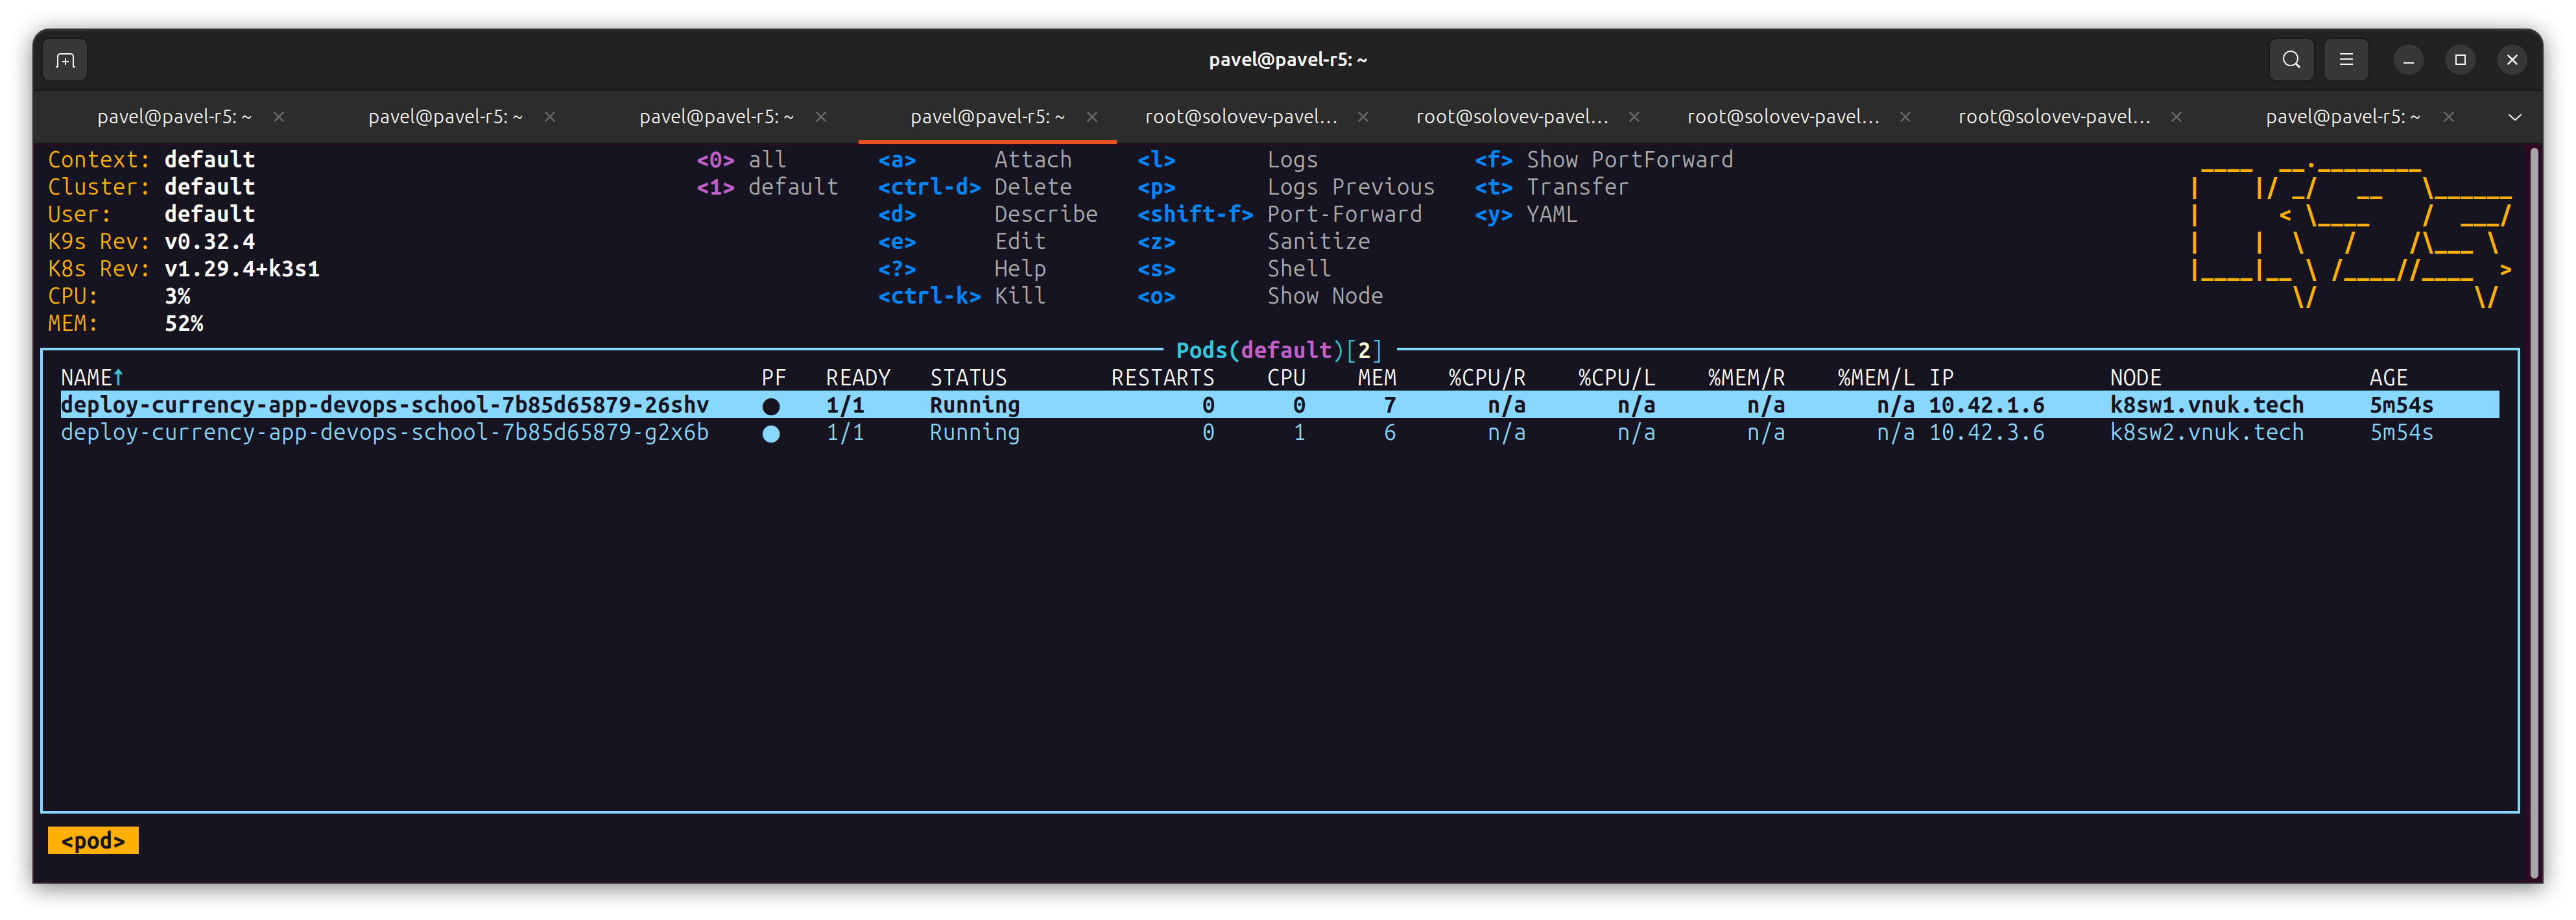 pavel@pavel-r5: ~
pavel@pavel-r5: ~ × pavel@pavel-r5: ~ × pavel@pavel-r5: ~ × pavel@pavel-r5: ~ × root@solovev-pavel... × root@solovev-pavel... × root@solovev-pavel... × root@solovev-pavel... × pavel@pavel-r5: ~ ×
Context: default <0> all <a> Attach <l> Logs <f> Show PortForward
Cluster: default <1> default <ctrl-d> Delete <p> Logs Previous <t> Transfer
User: default <d> Describe <shift-f> Port-Forward <y> YAML
K9s Rev: v0.32.4 <e> Edit <z> Sanitize
K8s Rev: v1.29.4+k3s1 <?> Help <s> Shell
CPU: 3% <ctrl-k> Kill <o> Show Node
MEM: 52%
Pods(default)[2]
NAME↑ PF READY STATUS RESTARTS CPU MEM %CPU/R %CPU/L %MEM/R %MEM/L IP NODE AGE
deploy-currency-app-devops-school-7b85d65879-26shv ● 1/1 Running 0 0 7 n/a n/a n/a n/a 10.42.1.6 k8sw1.vnuk.tech 5m54s
deploy-currency-app-devops-school-7b85d65879-g2x6b ● 1/1 Running 0 1 6 n/a n/a n/a n/a 10.42.3.6 k8sw2.vnuk.tech 5m54s
<pod>